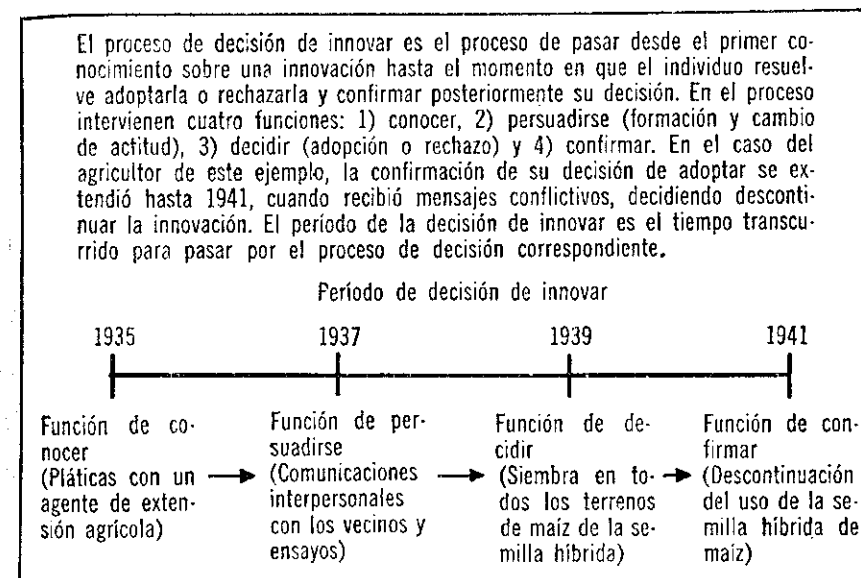 El proceso de decisión de innovar es el proceso de pasar desde el primer co-
nocimiento sobre una innovación hasta el momento en que el individuo resuel-
ve adoptarla o rechazarla y confirmar posteriormente su decisión. En el proceso
intervienen cuatro funciones: 1) conocer, 2) persuadirse (formación y cambio
de actitud), 3) decidir (adopción o rechazo) y 4) confirmar. En el caso del
agricultor de este ejemplo, la confirmación de su decisión de adoptar se ex-
tendió hasta 1941, cuando recibió mensajes conflictivos, decidiendo desconti-
nuar la innovación. El período de la decisión de innovar es el tiempo transcu-
rrido para pasar por el proceso de decisión correspondiente.
Período de decisión de innovar
1935 1937 1939 1941
Función de co-
nocer
(Pláticas con un
agente de exten-
sión agrícola)
Función de per-
suadirse
(Comunicaciones
interpersonales
con los vecinos y
ensayos)
Función de de-
cidir
(Siembra en to-
dos los terrenos
de maíz de la se-
milla híbrida)
Función de con-
firmar
(Descontinuación
del uso de la se-
milla híbrida de
maíz)